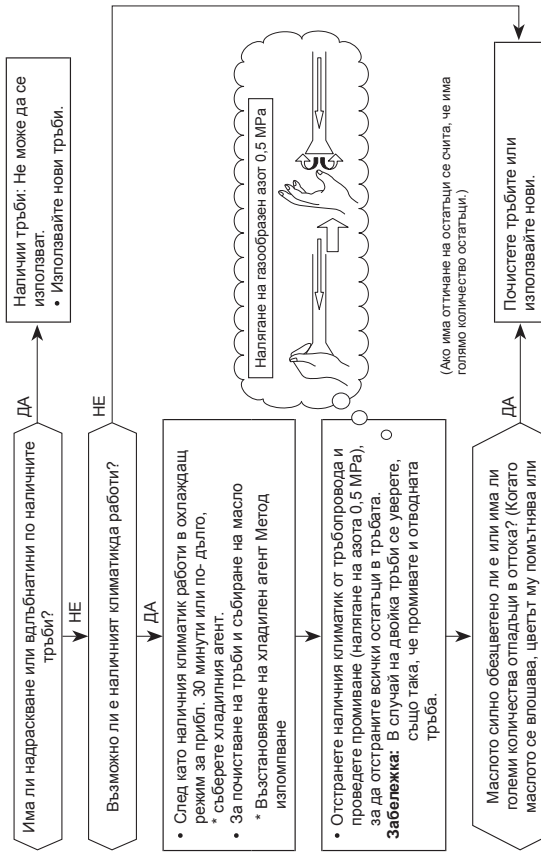 Има ли надраскване или вдлъбнатини по наличните
тръби?
ДА
Налични тръби: Не може да се
използват.
• Използвайте нови тръби.
НЕ
Възможно ли е наличният климатикда работи?
НЕ
ДА
• След като наличния климатик работи в охлаждащ
режим за прибл. 30 минути или по- дълго,
* съберете хладилния агент.
• За почистване на тръби и събиране на масло
* Възстановяване на хладилен агент Метод
изпомпване
Налягане на газообразен азот 0,5 MPa
• Отстранете наличния климатик от тръбопровода и
проведете промиване (налягане на азота 0,5 MPa),
за да отстраните всички остатъци в тръбата.
Забележка: В случай на двойка тръби се уверете,
също така, че промивате и отводната
тръба.
(Ако има оттичане на остатъци се счита, че има
голямо количество остатъци.)
Маслото силно обезцветено ли е или има ли
големи количества отпадъци в оттока? (Когато
маслото се влошава, цветът му помътнява или
ДА
Почистете тръбите или
използвайте нови.